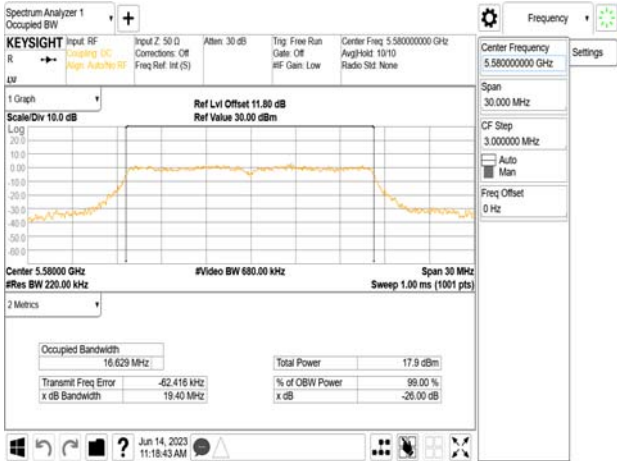 Spectrum Analyzer 1
Occupied BW
+
Frequency
KEYSIGHT
R
LW
Input: RF
Coupling: DC
Align: Auto/No RF
Input Z: 50 Ω
Corrections: Off
Freq Ref: Int (S)
Atten: 30 dB
Trig: Free Run
Gate: Off
#IF Gain: Low
Center Freq: 5.580000000 GHz
Avg|Hold: 10/10
Radio Std: None
Center Frequency
5.580000000 GHz
Settings
Span
30.000 MHz
CF Step
3.000000 MHz
Auto
Man
Freq Offset
0 Hz
1 Graph
Scale/Div 10.0 dB
Ref Lvl Offset 11.80 dB
Ref Value 30.00 dBm
Log
20.0
10.0
0.00
-10.0
-20.0
-30.0
-40.0
-50.0
-60.0
Center 5.58000 GHz
#Video BW 680.00 kHz
Span 30 MHz
#Res BW 220.00 kHz
Sweep 1.00 ms (1001 pts)
2 Metrics
Occupied Bandwidth
16.629 MHz
Total Power 17.9 dBm
Transmit Freq Error -62.416 kHz
% of OBW Power 99.00 %
x dB Bandwidth 19.40 MHz
x dB -26.00 dB
?
Jun 14, 2023
11:18:43 AM